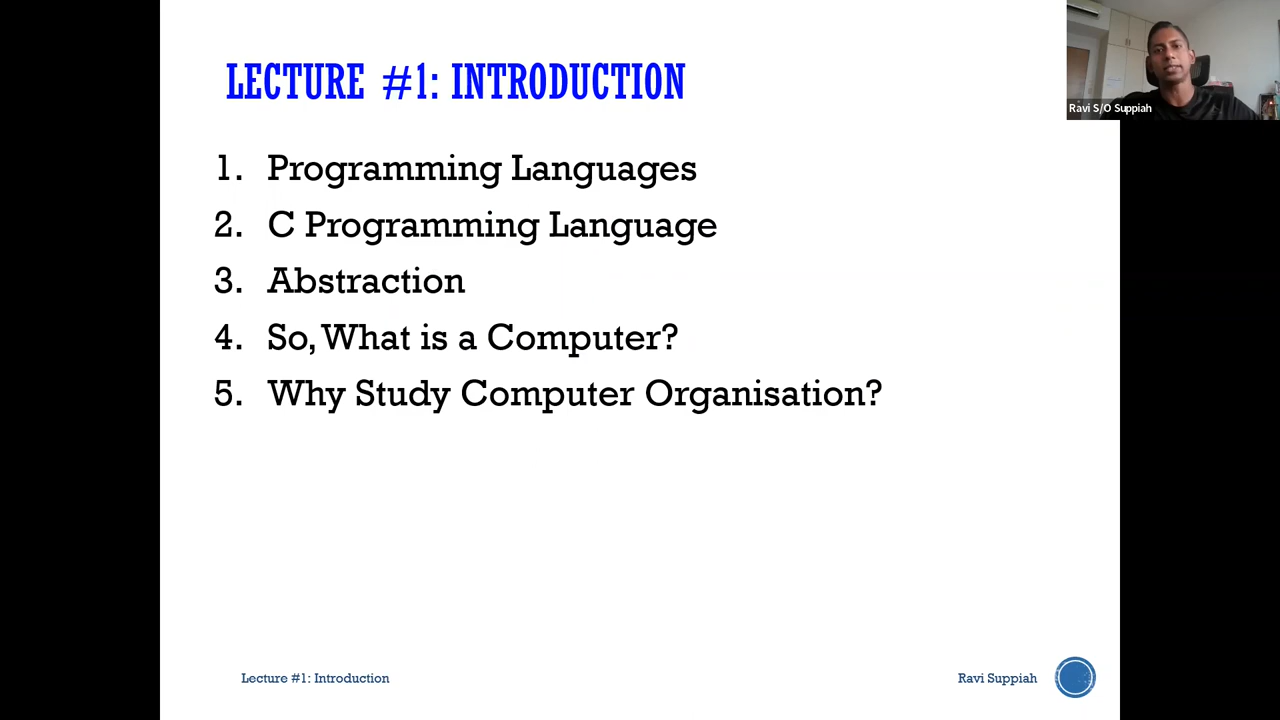 LECTURE #1: INTRODUCTION
Ravi S/O Suppiah
1. Programming Languages
2. C Programming Language
3. Abstraction
4. So, What is a Computer?
5. Why Study Computer Organisation?
Lecture #1: Introduction
Ravi Suppiah